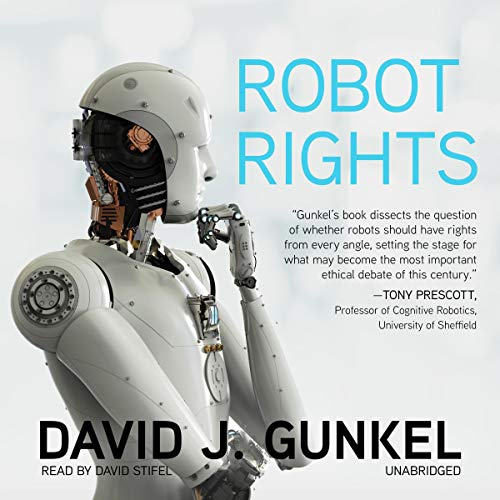 ROBOT
RIGHTS
“Gunkel’s book dissects the question
of whether robots should have rights
from every angle, setting the stage for
what may become the most important
ethical debate of this century.”
—TONY PRESCOTT,
Professor of Cognitive Robotics,
University of Sheffield
DAVID J. GUNKEL
READ BY DAVID STIFEL
UNABRIDGED